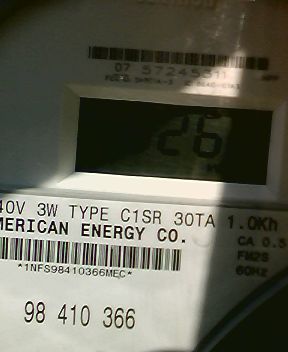 07 57245511
26
40V 3W TYPE C1SR 30TA 1.0Kh
MERICAN ENERGY CO.
CA 0.5
FM2S
*1NFS98410366MEC*
60Hz
98 410 366